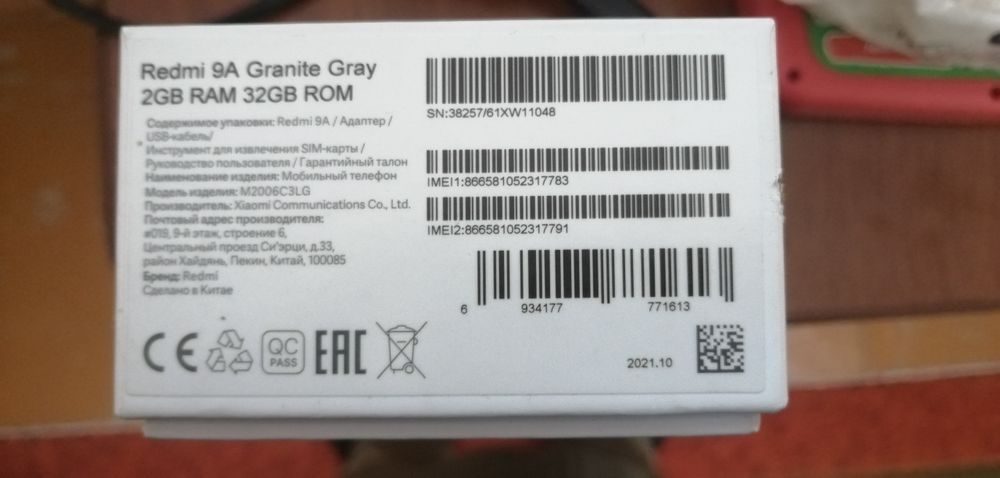 Redmi 9A Granite Gray
2GB RAM 32GB ROM
Содержимое упаковки: Redmi 9A / Адаптер /
USB-кабель/
Инструмент для извлечения SIM-карты /
Руководство пользователя / Гарантийный талон
Наименование изделия: Мобильный телефон
Модель изделия: M2006C3LG
Производитель: Xiaomi Communications Co., Ltd.
Почтовый адрес производителя:
#019, 9-й этаж, строение 6,
Центральный проезд Си'эрци, д.33,
район Хайдянь, Пекин, Китай, 100085
Бренд: Redmi
Сделано в Китае
SN:38257/61XW11048
IMEI1:866581052317783
IMEI2:866581052317791
6 934177 771613
CE QC PASS EAC
2021.10